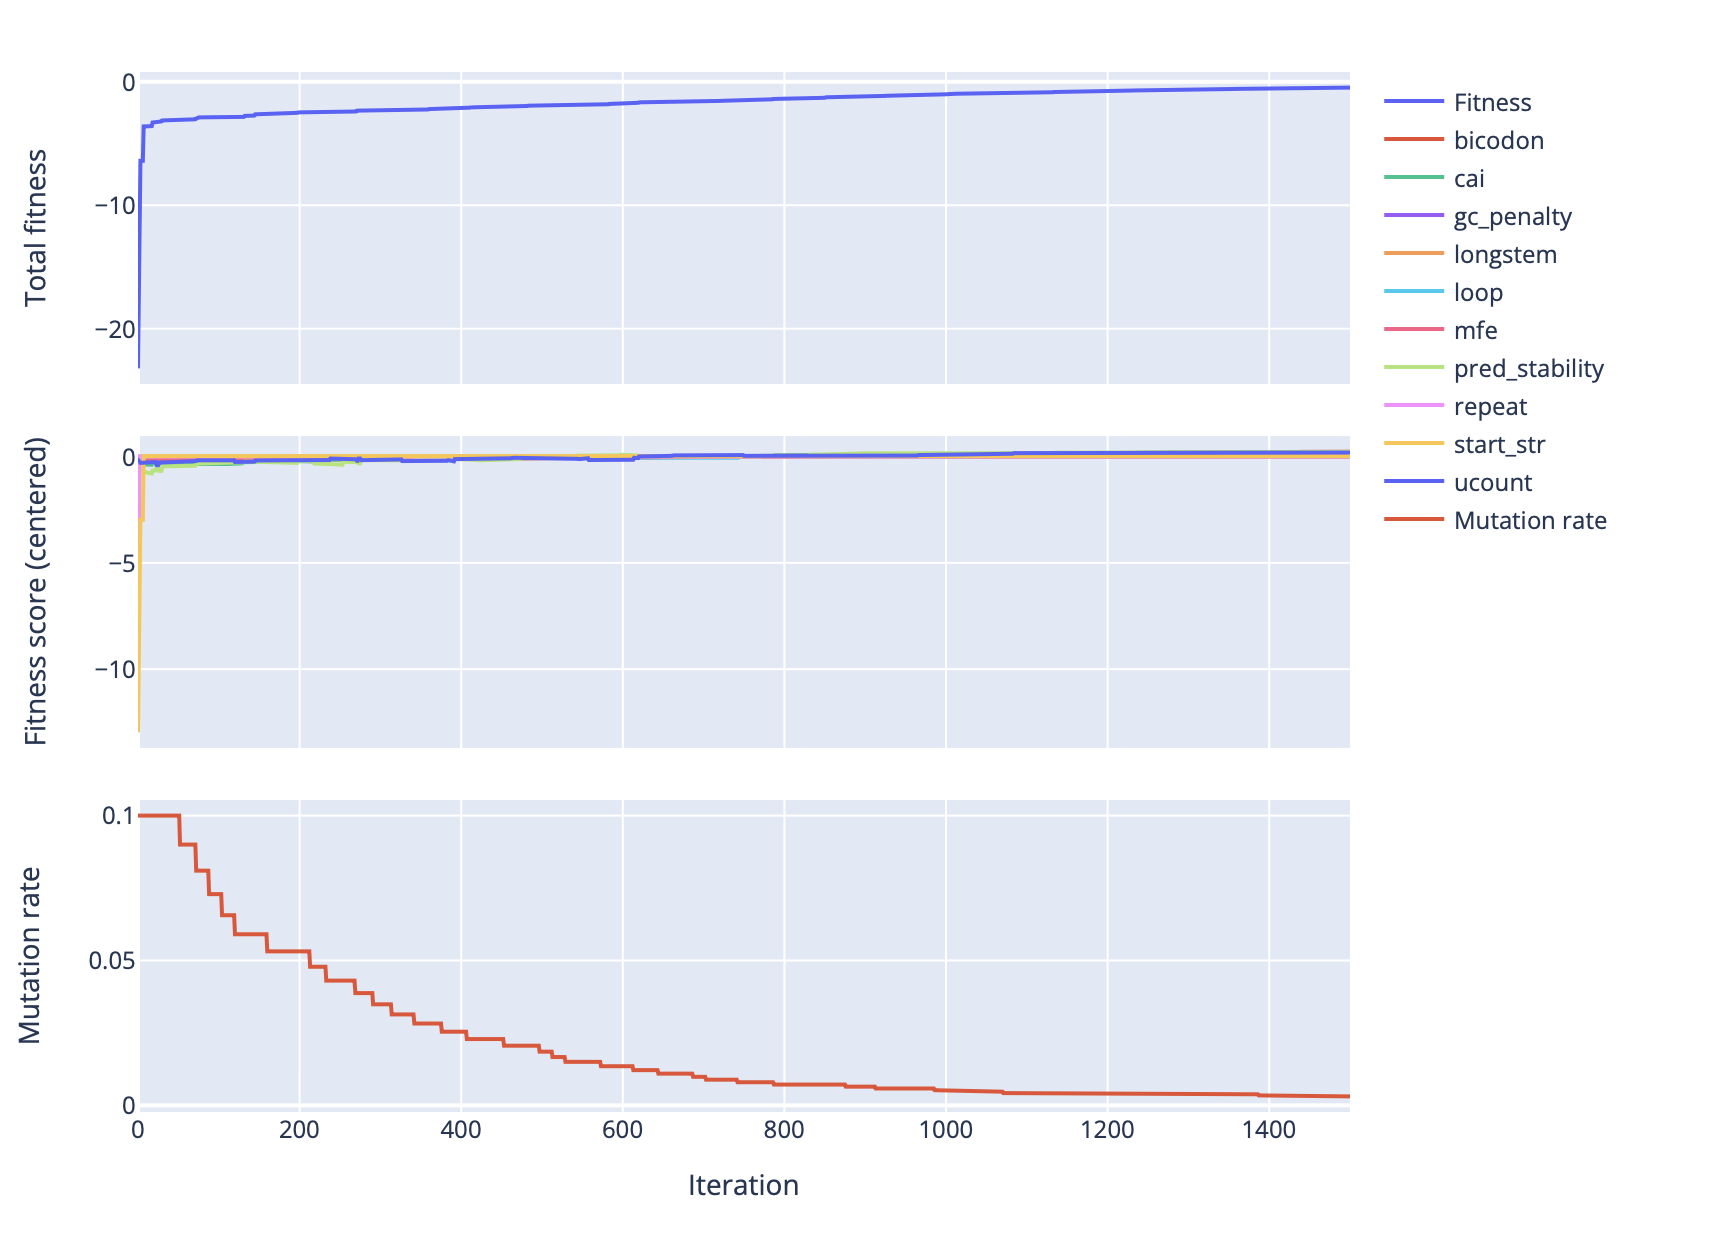 Total fitness
0
−10
−20
Fitness score (centered)
0
−5
−10
Mutation rate
0.1
0.05
0
0
200
400
600
800
1000
1200
1400
Iteration
Fitness
bicodon
cai
gc_penalty
longstem
loop
mfe
pred_stability
repeat
start_str
ucount
Mutation rate